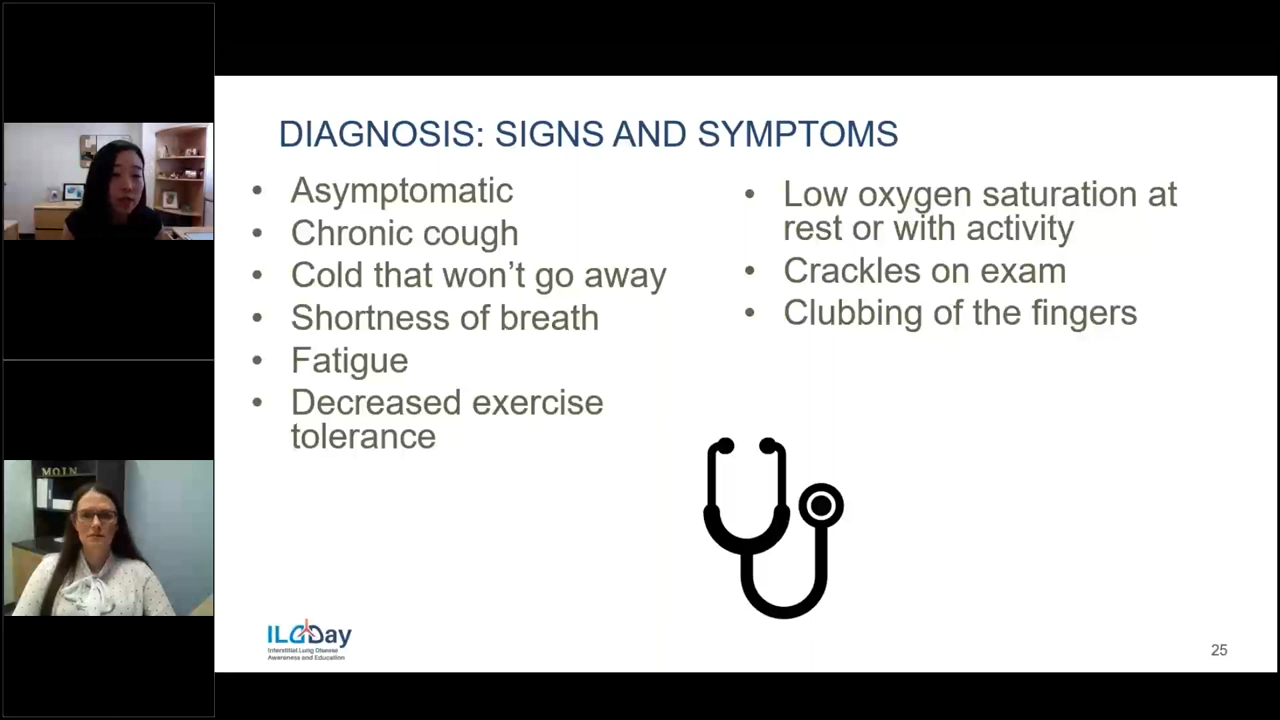 DIAGNOSIS: SIGNS AND SYMPTOMS
• Asymptomatic
• Chronic cough
• Cold that won't go away
• Shortness of breath
• Fatigue
• Decreased exercise
tolerance
• Low oxygen saturation at
rest or with activity
• Crackles on exam
• Clubbing of the fingers
MOIN
ILDDay
Interstitial Lung Disease
Awareness and Education
25